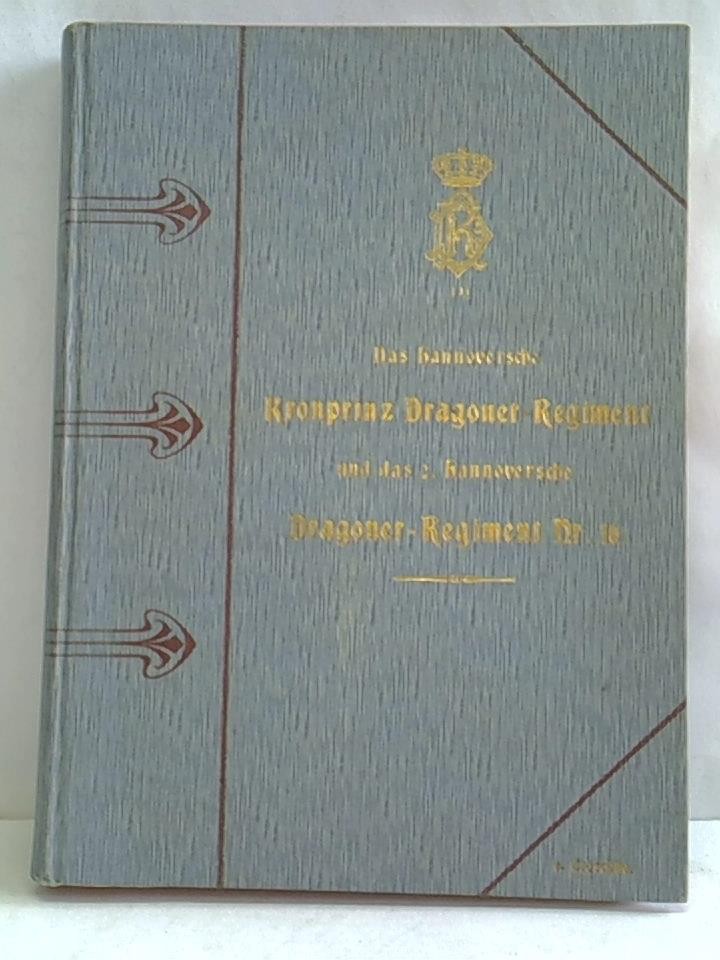 Das Hannoversche
Kronprinz Dragoner-Regiment
und das 2. Hannoversche
Dragoner-Regiment Nr. 16